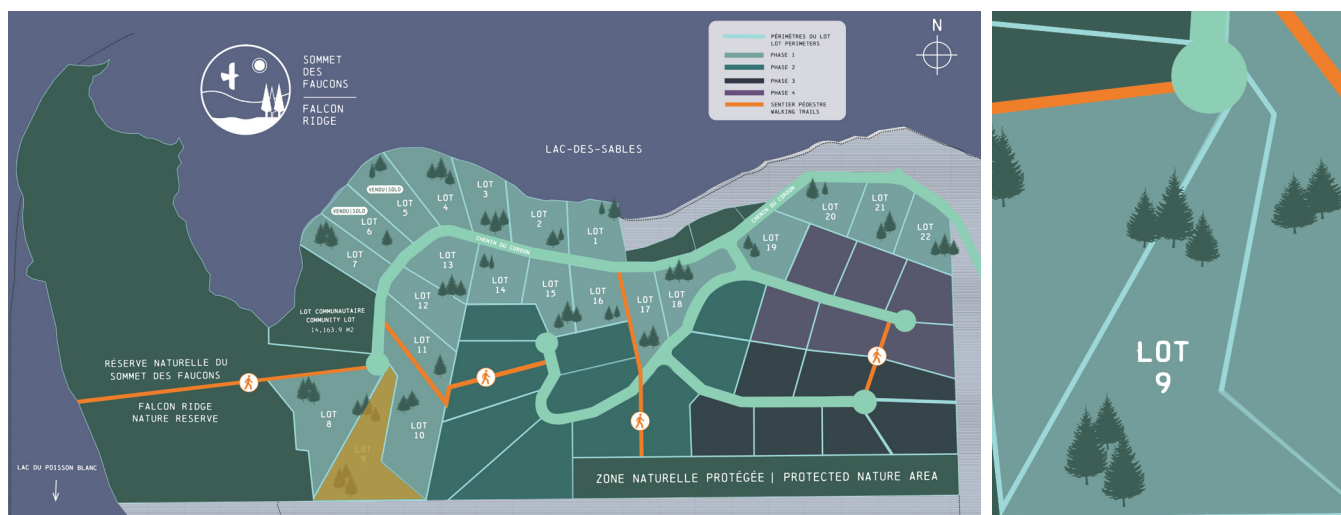 SOMMET
DES
FAUCONS
FALCON
RIDGE
PÉRIMÈTRES DU LOT
LOT PERIMETERS
PHASE 1
PHASE 2
PHASE 3
PHASE 4
SENTIER PÉDESTRE
WALKING TRAILS
N
LAC-DES-SABLES
LOT
1
LOT
2
LOT
3
LOT
4
VENDU|SOLD
LOT
5
VENDU|SOLD
LOT
6
LOT
7
CHEMIN DU CORDON
CHEMIN DU CORDON
LOT
13
LOT
14
LOT
15
LOT
16
LOT
17
LOT
18
LOT
19
LOT
20
LOT
21
LOT
22
LOT
12
LOT
11
LOT
10
LOT
9
LOT
8
LOT COMMUNAUTAIRE
COMMUNITY LOT
14,163.9 M2
RÉSERVE NATURELLE DU
SOMMET DES FAUCONS
FALCON RIDGE
NATURE RESERVE
LAC DU POISSON BLANC
ZONE NATURELLE PROTÉGÉE | PROTECTED NATURE AREA
LOT
9